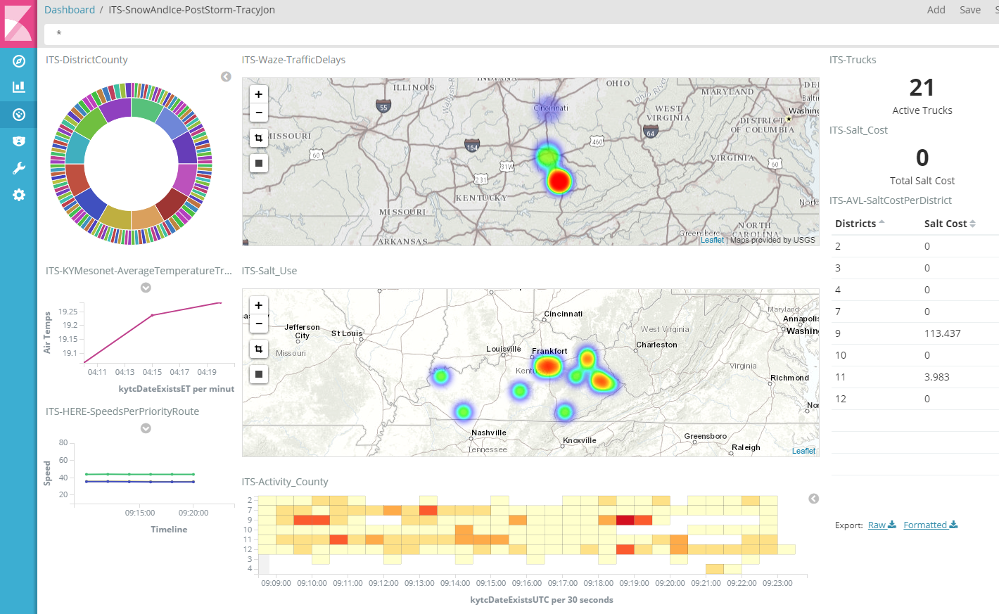 Dashboard / ITS-SnowAndIce-PostStorm-TracyJon
Add Save S
*
ITS-DistrictCounty
ITS-Waze-TrafficDelays
+
−
INDIANA
ILLINOIS
OHIO
Ohio River
Wabash R
MARYLAND
DEL
Baltim
Cincinnati
WEST
VIRGINIA
Washing
DISTRICT
OF COLUMBIA
MISSOURI
55
64
164
460
60
31W
231
60
VIRGINIA
KENTUCKY
MISSOURI
Norfo
NORTH
CAROLINA
Greensboro
ARKANSAS
Leaflet | Maps provided by USGS
ITS-Trucks
21
Active Trucks
ITS-Salt_Cost
0
Total Salt Cost
ITS-AVL-SaltCostPerDistrict
Districts Salt Cost
2 0
3 0
4 0
7 0
9 113.437
10 0
11 3.983
12 0
Export: Raw Formatted
ITS-KYMesonet-AverageTemperatureTr...
Air Temps
19.25
19.2
19.15
19.1
04:11 04:13 04:15 04:17 04:19
kytcDateExistsET per minut
ITS-HERE-SpeedsPerPriorityRoute
Speed
80
60
40
20
09:15:00 09:20:00
Timeline
ITS-Salt_Use
+
−
Cincinnati
Maryland
Annapolis
Washing
Jefferson
City
St Louis
West Virginia
Missouri
Louisville
Frankfort
Charleston
Kentu
Virginia
Richmond
Nor
Nashville
Tennessee
Knoxville
Greensboro
Raleigh
Leaflet
ITS-Activity_County
2
7
9
10
11
12
3
4
09:09:00 09:10:00 09:11:00 09:12:00 09:13:00 09:14:00 09:15:00 09:16:00 09:17:00 09:18:00 09:19:00 09:20:00 09:21:00 09:22:00 09:23:00
kytcDateExistsUTC per 30 seconds